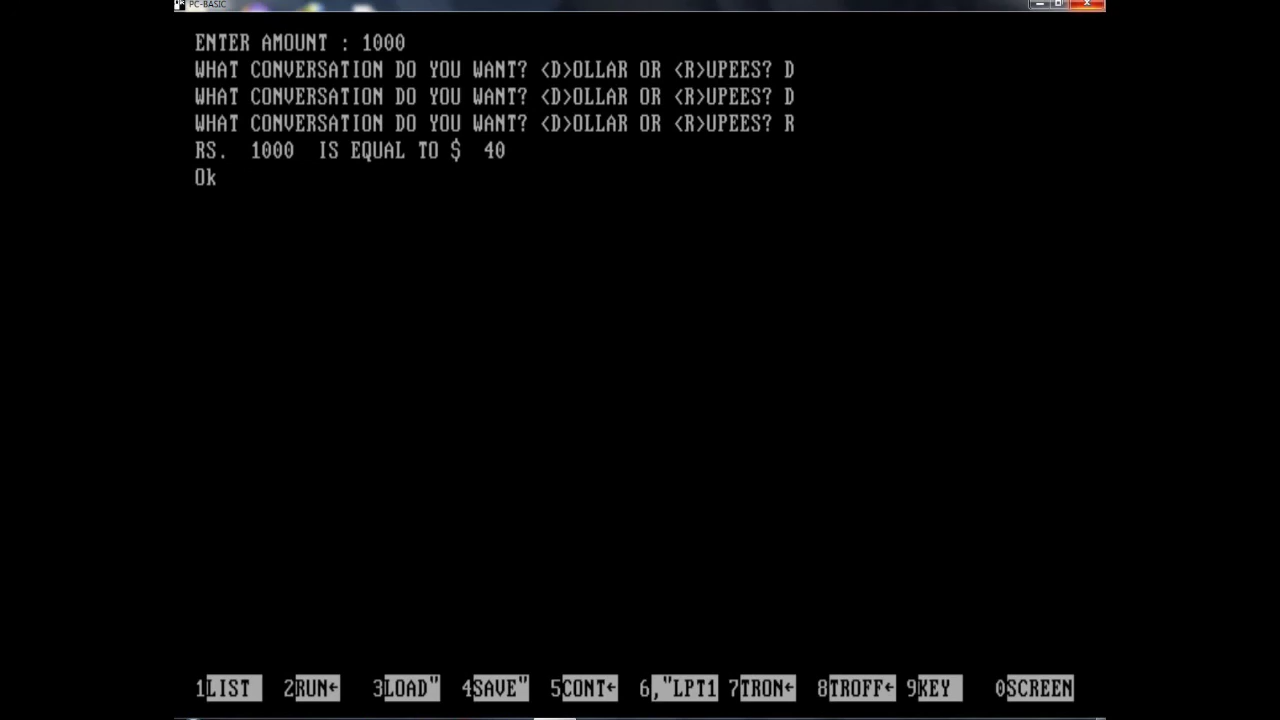 PC-BASIC
ENTER AMOUNT : 1000
WHAT CONVERSATION DO YOU WANT? <D>OLLAR OR <R>UPEES? D
WHAT CONVERSATION DO YOU WANT? <D>OLLAR OR <R>UPEES? D
WHAT CONVERSATION DO YOU WANT? <D>OLLAR OR <R>UPEES? R
RS.  1000  IS EQUAL TO $  40
Ok
1LIST 2RUN← 3LOAD" 4SAVE" 5CONT← 6,"LPT1 7TRON← 8TROFF← 9KEY 0SCREEN